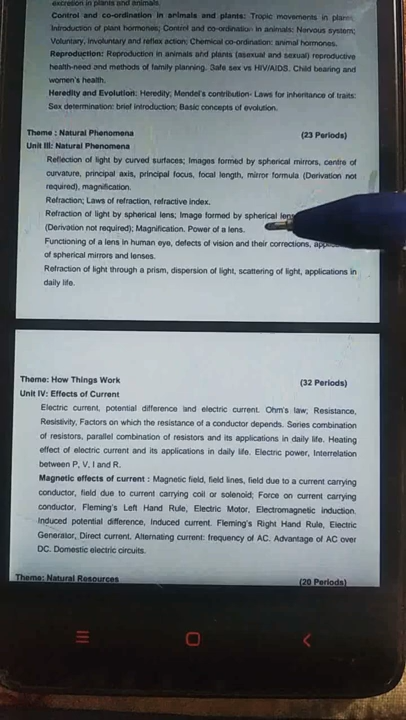 excretion in plants and animals.
Control and co-ordination in animals and plants: Tropic movements in plants;
Introduction of plant hormones; Control and co-ordination in animals: Nervous system;
Voluntary, Involuntary and reflex action; Chemical co-ordination: animal hormones.
Reproduction: Reproduction in animals and plants (asexual and sexual) reproductive
health-need and methods of family planning. Safe sex vs HIV/AIDS. Child bearing and
women's health.
Heredity and Evolution: Heredity; Mendel's contribution- Laws for inheritance of traits:
Sex determination: brief introduction; Basic concepts of evolution.
Theme : Natural Phenomena (23 Periods)
Unit III: Natural Phenomena
Reflection of light by curved surfaces; Images formed by spherical mirrors, centre of
curvature, principal axis, principal focus, focal length, mirror formula (Derivation not
required), magnification.
Refraction; Laws of refraction, refractive index.
Refraction of light by spherical lens; Image formed by spherical
(Derivation not required); Magnification. Power of a lens.
Functioning of a lens in human eye, defects of vision and their corrections,
of spherical mirrors and lenses.
Refraction of light through a prism, dispersion of light, scattering of light, applications in
daily life.
Theme: How Things Work (32 Periods)
Unit IV: Effects of Current
Electric current, potential difference and electric current. Ohm's law; Resistance,
Resistivity, Factors on which the resistance of a conductor depends. Series combination
of resistors, parallel combination of resistors and its applications in daily life. Heating
effect of electric current and its applications in daily life. Electric power, Interrelation
between P, V, I and R.
Magnetic effects of current : Magnetic field, field lines, field due to a current carrying
conductor, field due to current carrying coil or solenoid; Force on current carrying
conductor, Fleming's Left Hand Rule, Electric Motor, Electromagnetic induction.
Induced potential difference, Induced current. Fleming's Right Hand Rule, Electric
Generator, Direct current. Alternating current: frequency of AC. Advantage of AC over
DC. Domestic electric circuits.
Theme: Natural Resources (20 Periods)